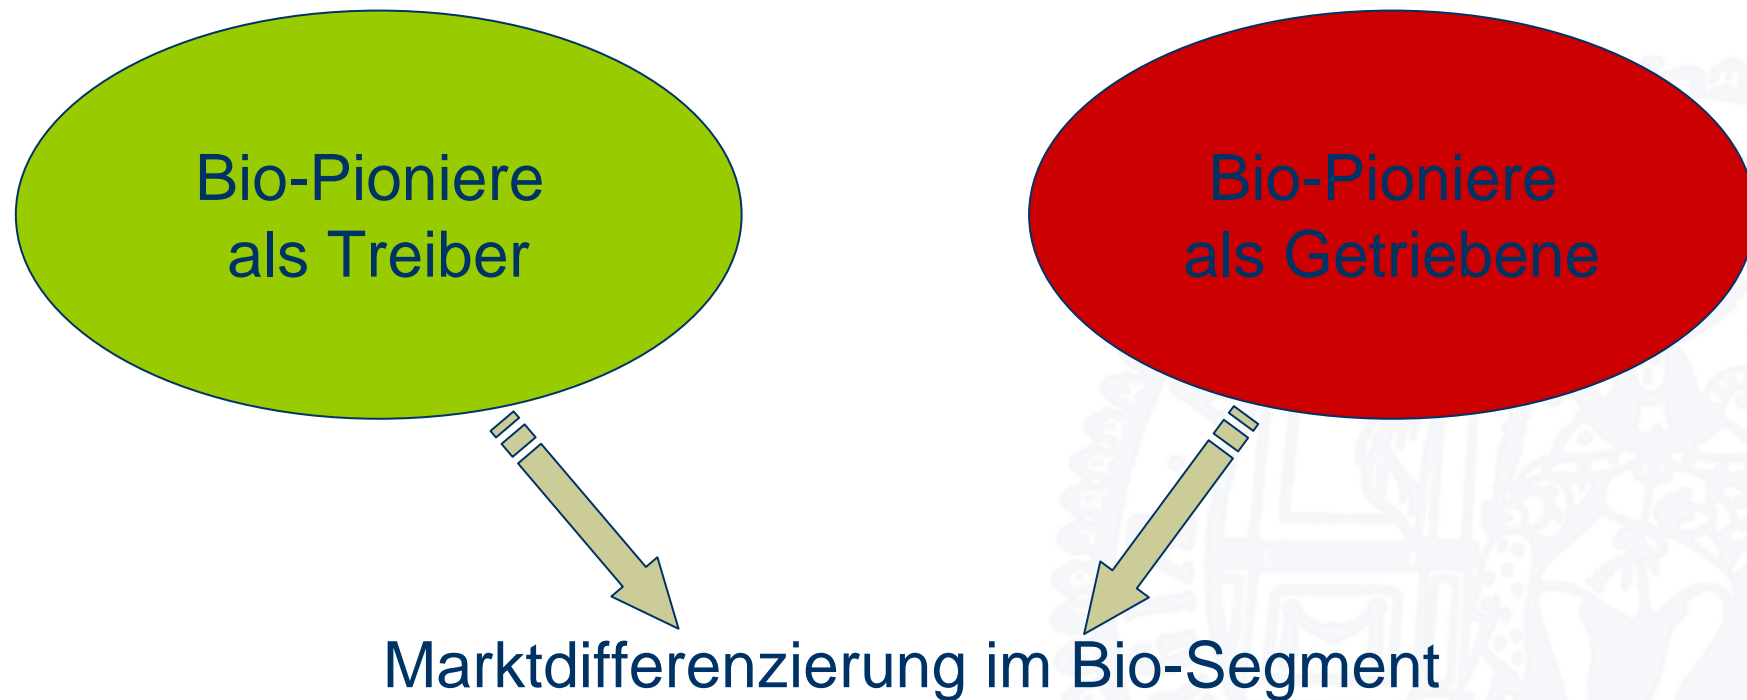 Bio-Pioniere
als Treiber
Bio-Pioniere
als Getriebene
Marktdifferenzierung im Bio-Segment